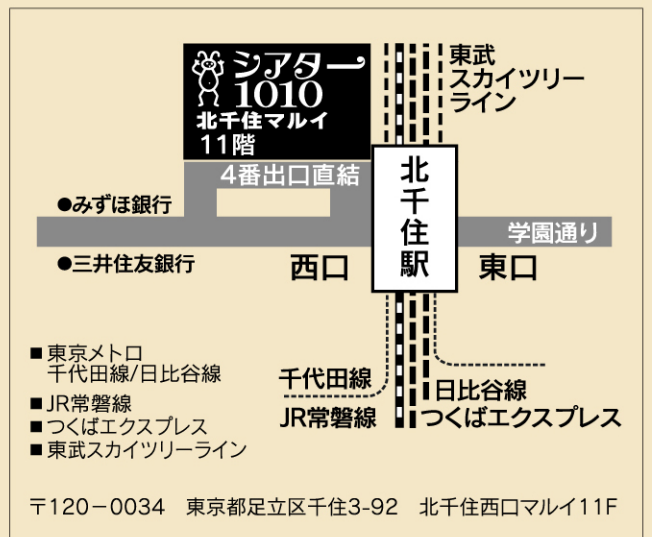 シアター
1010
北千住マルイ
11階
東武
スカイツリー
ライン
4番出口直結
●みずほ銀行
北千住駅
学園通り
●三井住友銀行
西口
東口
■東京メトロ
千代田線/日比谷線
■JR常磐線
■つくばエクスプレス
■東武スカイツリーライン
千代田線
日比谷線
JR常磐線
つくばエクスプレス
〒120－0034　東京都足立区千住3-92　北千住西口マルイ11F